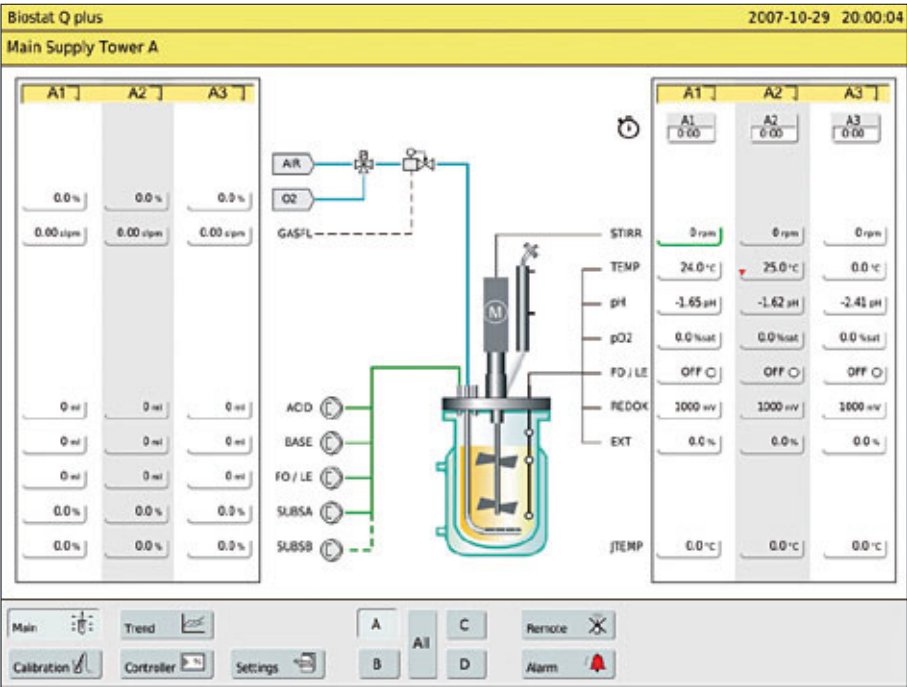 Biostat Q plus 2007-10-29 20:00:04
Main Supply Tower A
A1 A2 A3 A1 A2 A3
A1 A2 A3
0:00 0:00 0:00
AIR
0.0 % 0.0 % 0.0 % O2
0.00 slpm 0.00 slpm 0.00 slpm GASFL STIRR 0 rpm 0 rpm 0 rpm
TEMP 24.0 °C 25.0 °C 0.0 °C
M pH -1.65 pH -1.62 pH -2.41 pH
pO2 0.0 %sat 0.0 %sat 0.0 %sat
FO / LE OFF OFF OFF
0 ml 0 ml 0 ml ACID REDOX 1000 mV 1000 mV 1000 mV
0 ml 0 ml 0 ml BASE EXT 0.0 % 0.0 % 0.0 %
0 ml 0 ml 0 ml FO / LE
0.0 % 0.0 % 0.0 % SUBSA
0.0 % 0.0 % 0.0 % SUBSB JTEMP 0.0 °C 0.0 °C 0.0 °C
Main Trend A All C Remote
Calibration Controller Settings B D Alarm